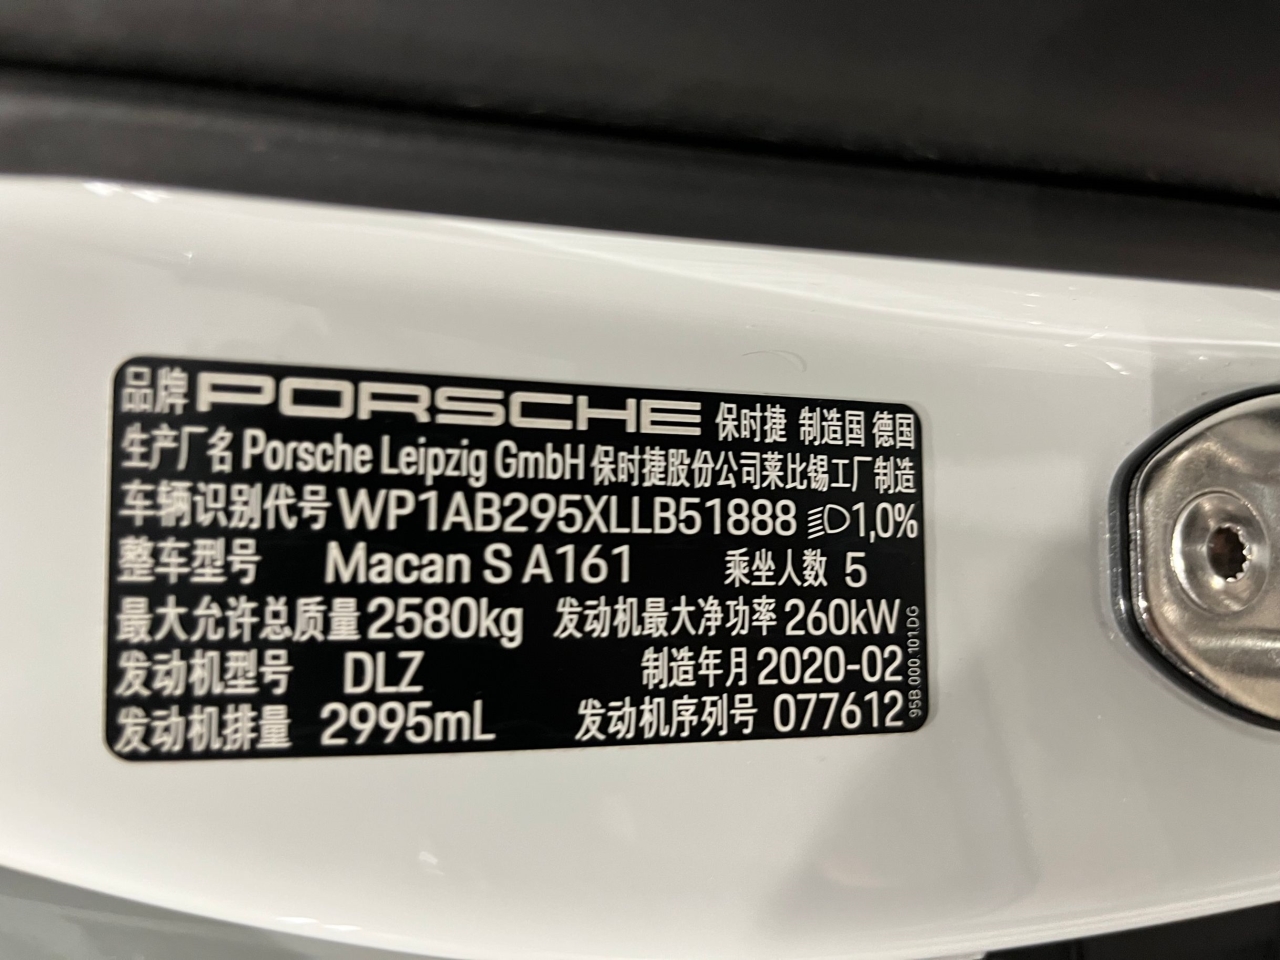 品牌 PORSCHE 保时捷 制造国 德国
生产厂名 Porsche Leipzig GmbH 保时捷股份公司莱比锡工厂制造
车辆识别代号 WP1AB295XLLB51888 1,0%
整车型号 Macan S A161 乘坐人数 5
最大允许总质量 2580kg 发动机最大净功率 260kW
发动机型号 DLZ 制造年月 2020-02
发动机排量 2995mL 发动机序列号 077612
95B.000.101.DG